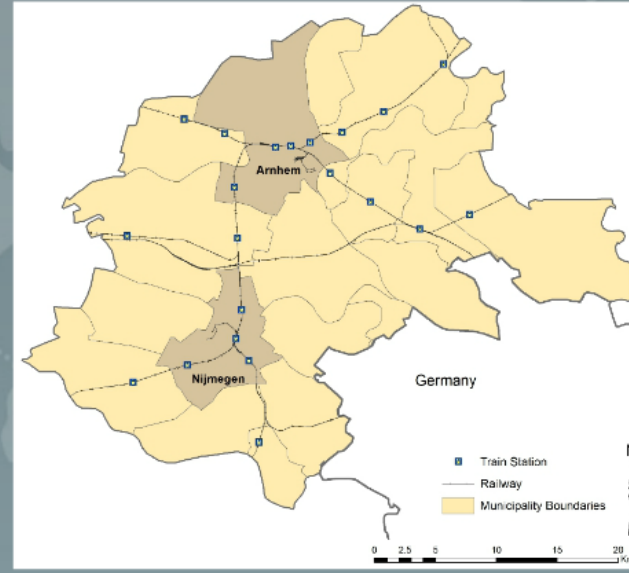 Arnhem
Nijmegen
Germany
Train Station
Railway
Municipality Boundaries
0 2.5 5 10 15 20